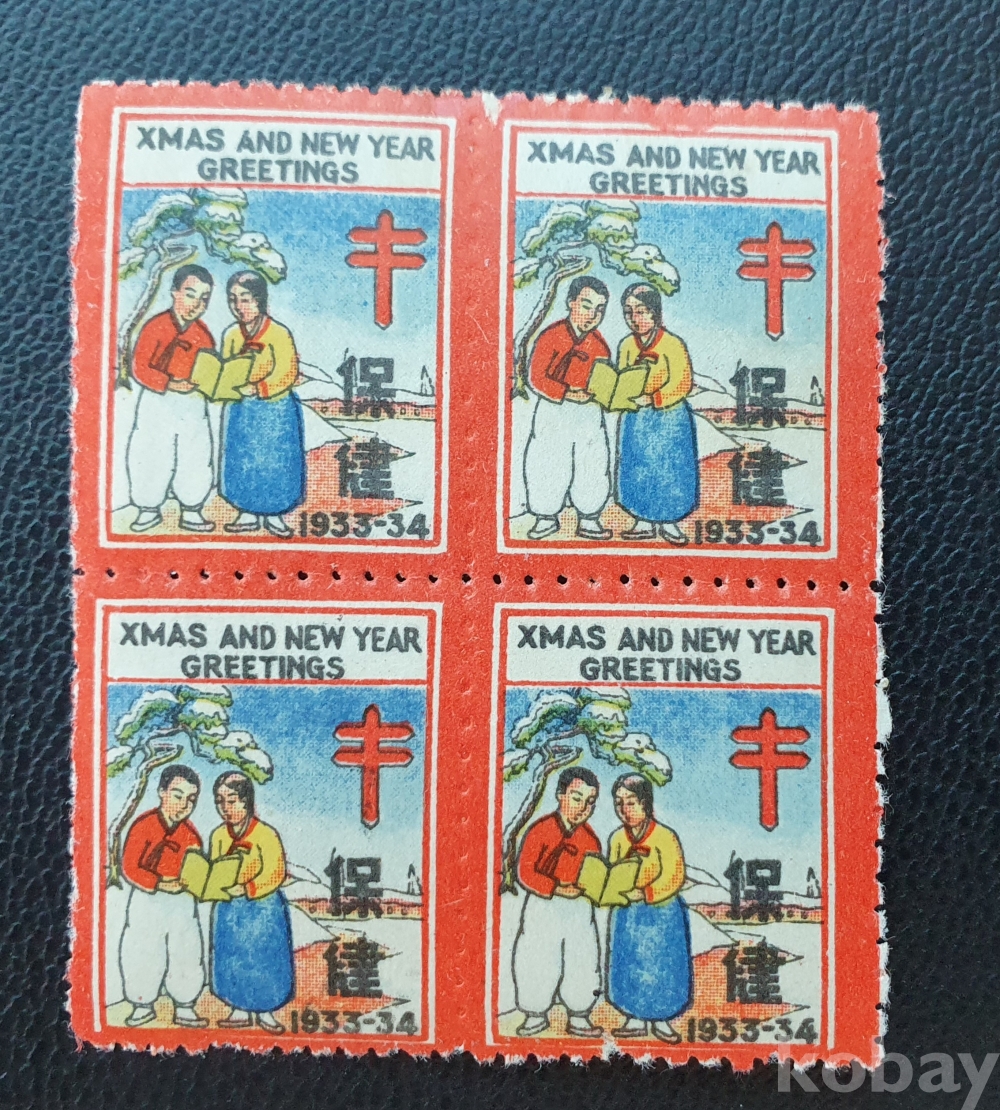 XMAS AND NEW YEAR
GREETINGS
保
健
1933-34
XMAS AND NEW YEAR
GREETINGS
保
健
1933-34
XMAS AND NEW YEAR
GREETINGS
保
健
1933-34
XMAS AND NEW YEAR
GREETINGS
保
健
1933-34
kobay